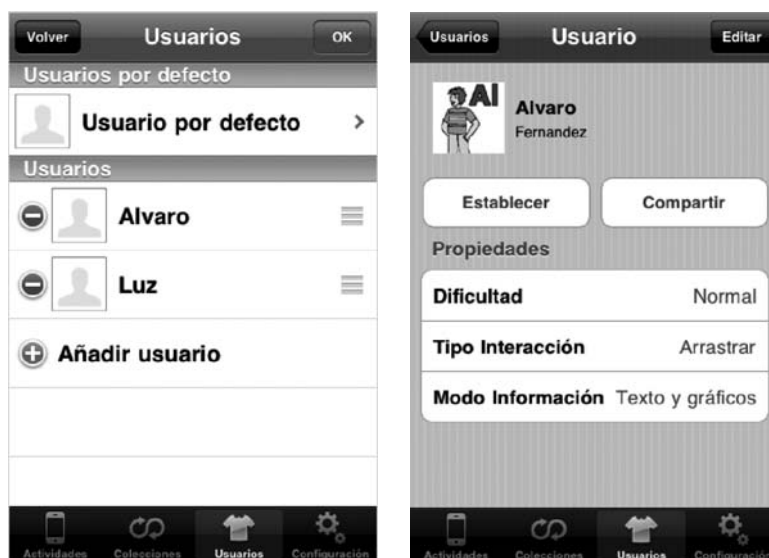 Volver Usuarios OK
Usuarios por defecto
Usuario por defecto
Usuarios
Alvaro
Luz
Añadir usuario
Actividades Colecciones Usuarios Configuración
Usuarios Usuario Editar
Al
Alvaro
Fernandez
Establecer Compartir
Propiedades
Dificultad Normal
Tipo Interacción Arrastrar
Modo Información Texto y gráficos
Actividades Colecciones Usuarios Configuración